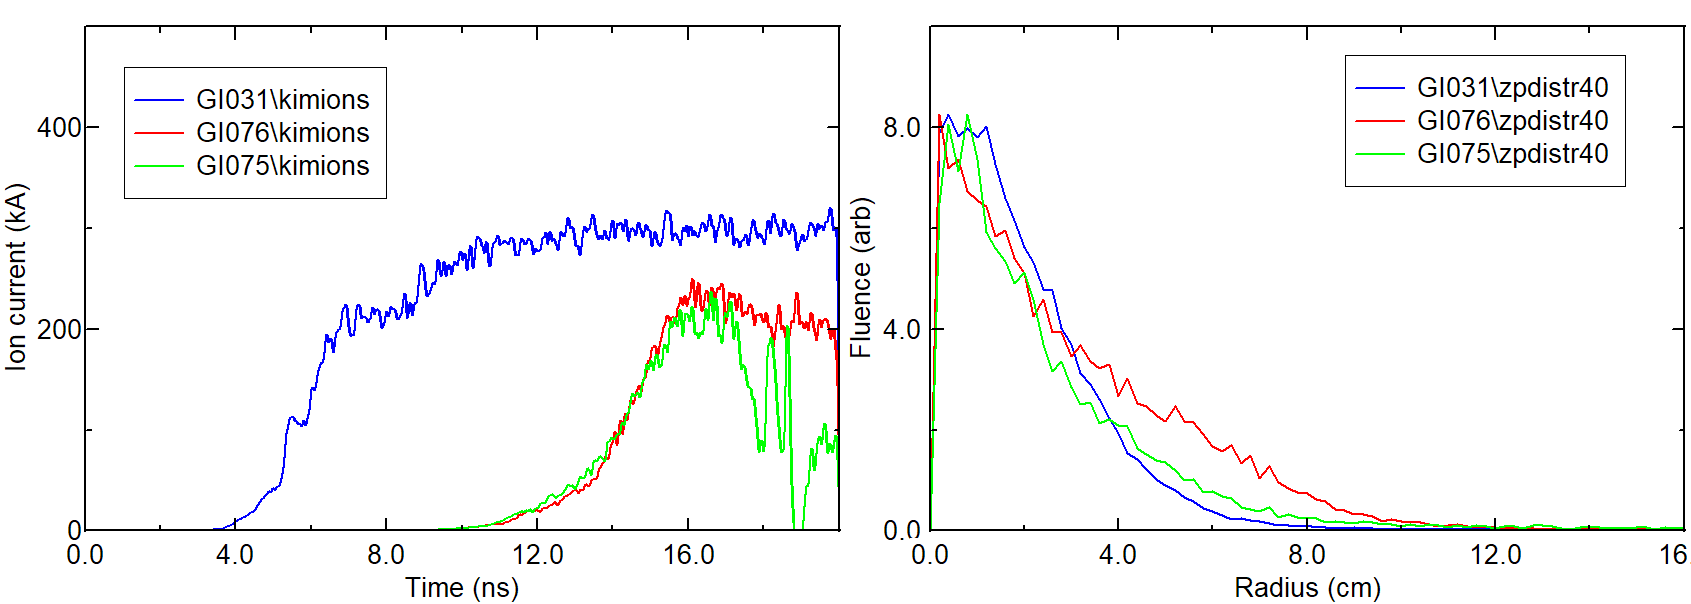 GI031\kimions
GI076\kimions
GI075\kimions
400
200
0
Ion current (kA)
0.0
4.0
8.0
12.0
16.0
Time (ns)
GI031\zpdistr40
GI076\zpdistr40
GI075\zpdistr40
8.0
4.0
0.0
Fluence (arb)
0.0
4.0
8.0
12.0
16.
Radius (cm)